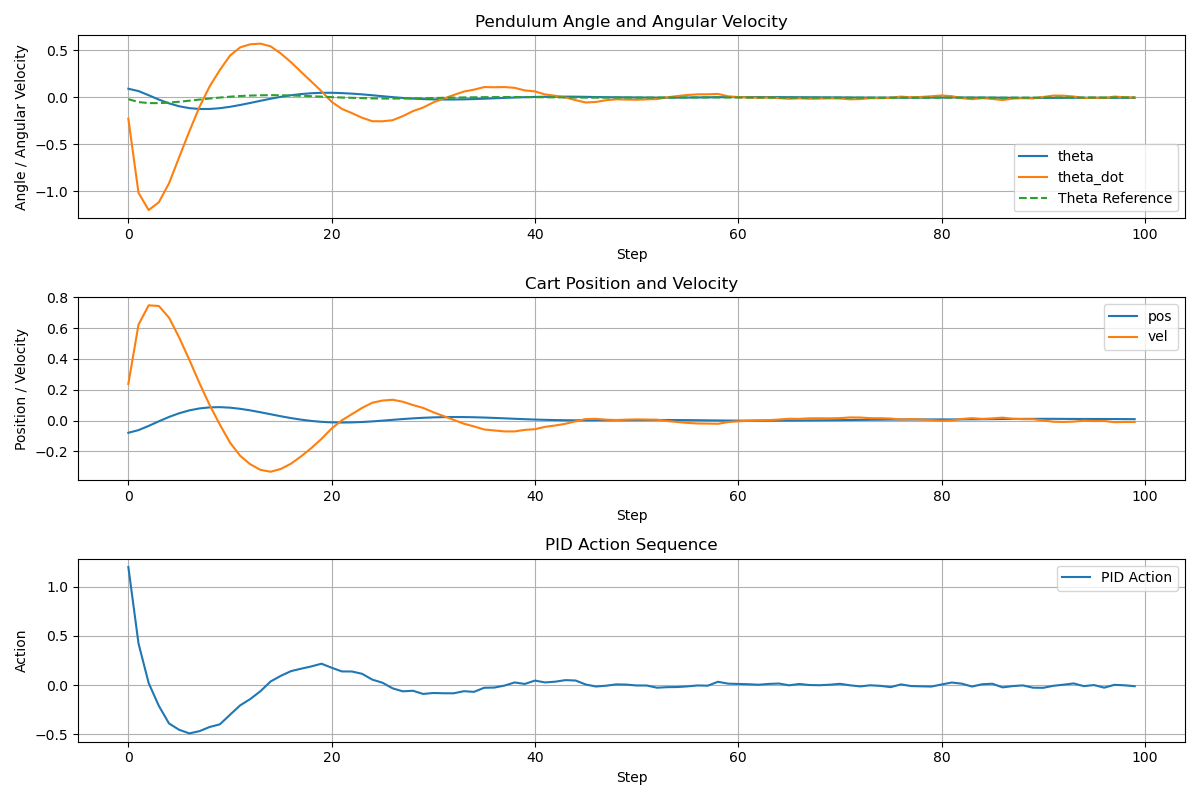 Pendulum Angle and Angular Velocity
Angle / Angular Velocity
0.5
0.0
−0.5
−1.0
theta
theta_dot
Theta Reference
0 20 40 60 80 100
Step
Cart Position and Velocity
Position / Velocity
0.8
0.6
0.4
0.2
0.0
−0.2
pos
vel
0 20 40 60 80 100
Step
PID Action Sequence
Action
1.0
0.5
0.0
−0.5
PID Action
0 20 40 60 80 100
Step